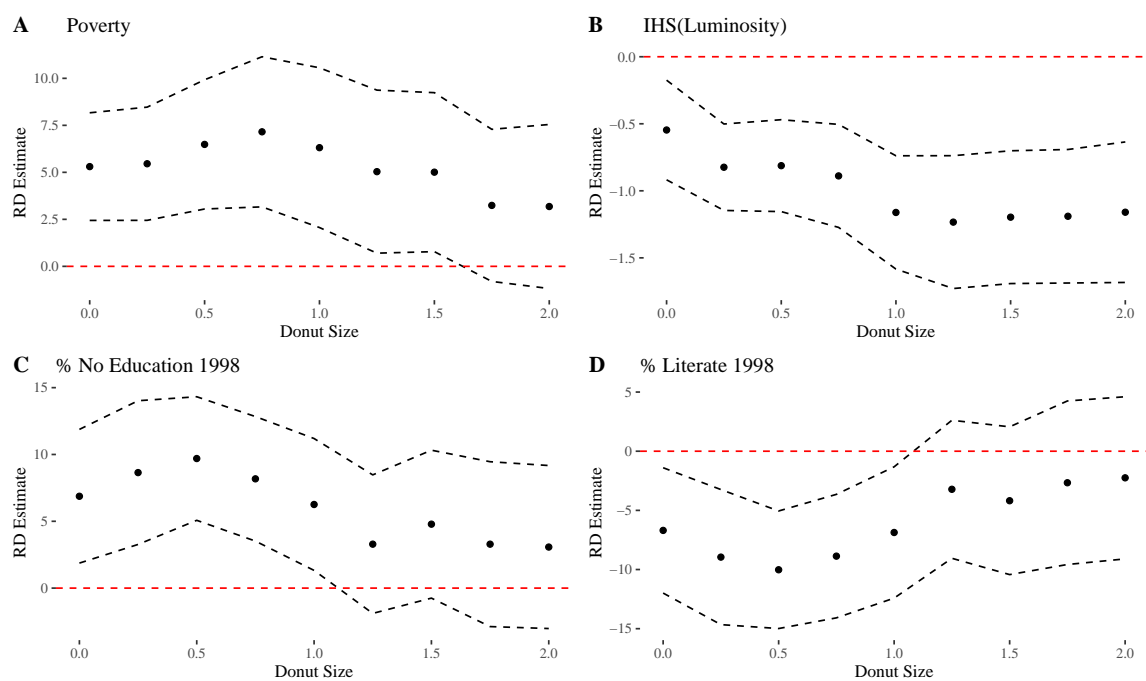 A Poverty
RD Estimate
10.0
7.5
5.0
2.5
0.0
0.0 0.5 1.0 1.5 2.0
Donut Size
B IHS(Luminosity)
RD Estimate
0.0
−0.5
−1.0
−1.5
0.0 0.5 1.0 1.5 2.0
Donut Size
C % No Education 1998
RD Estimate
15
10
5
0
0.0 0.5 1.0 1.5 2.0
Donut Size
D % Literate 1998
RD Estimate
5
0
−5
−10
−15
0.0 0.5 1.0 1.5 2.0
Donut Size